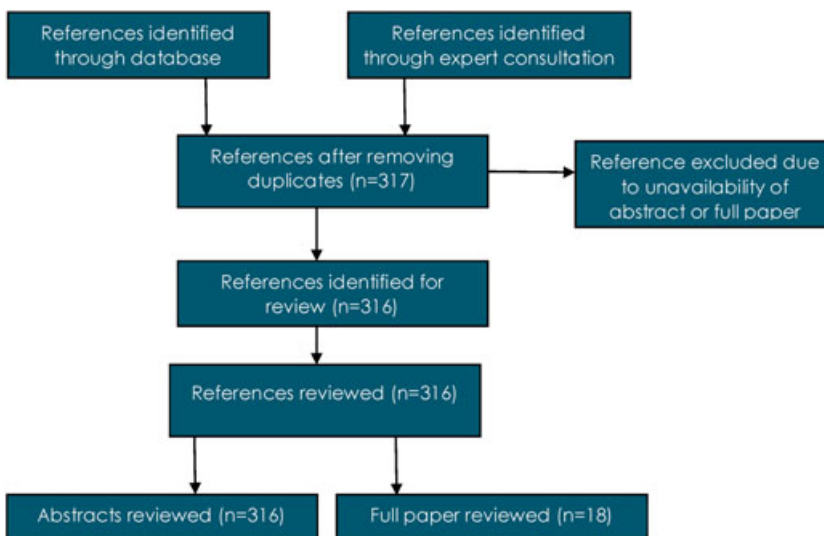 References identified
through database
References identified
through expert consultation
References after removing
duplicates (n=317)
Reference excluded due
to unavailability of
abstract or full paper
References identified for
review (n=316)
References reviewed (n=316)
Abstracts reviewed (n=316)
Full paper reviewed (n=18)